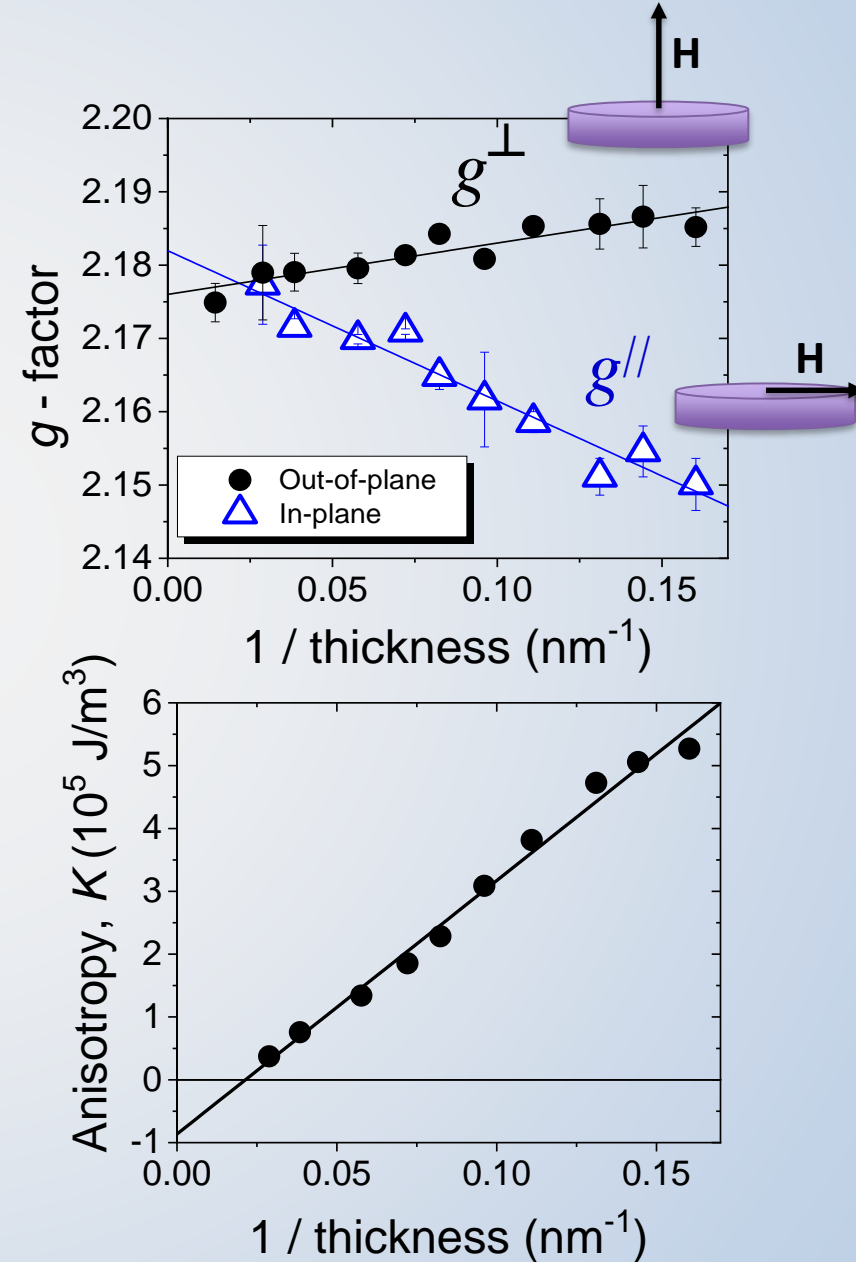 H
2.20
2.19
2.18
2.17
2.16
2.15
2.14
g - factor
g⊥
g//
H
Out-of-plane
In-plane
0.00 0.05 0.10 0.15
1 / thickness (nm⁻¹)
6
5
4
3
2
1
0
-1
Anisotropy, K (10⁵ J/m³)
0.00 0.05 0.10 0.15
1 / thickness (nm⁻¹)